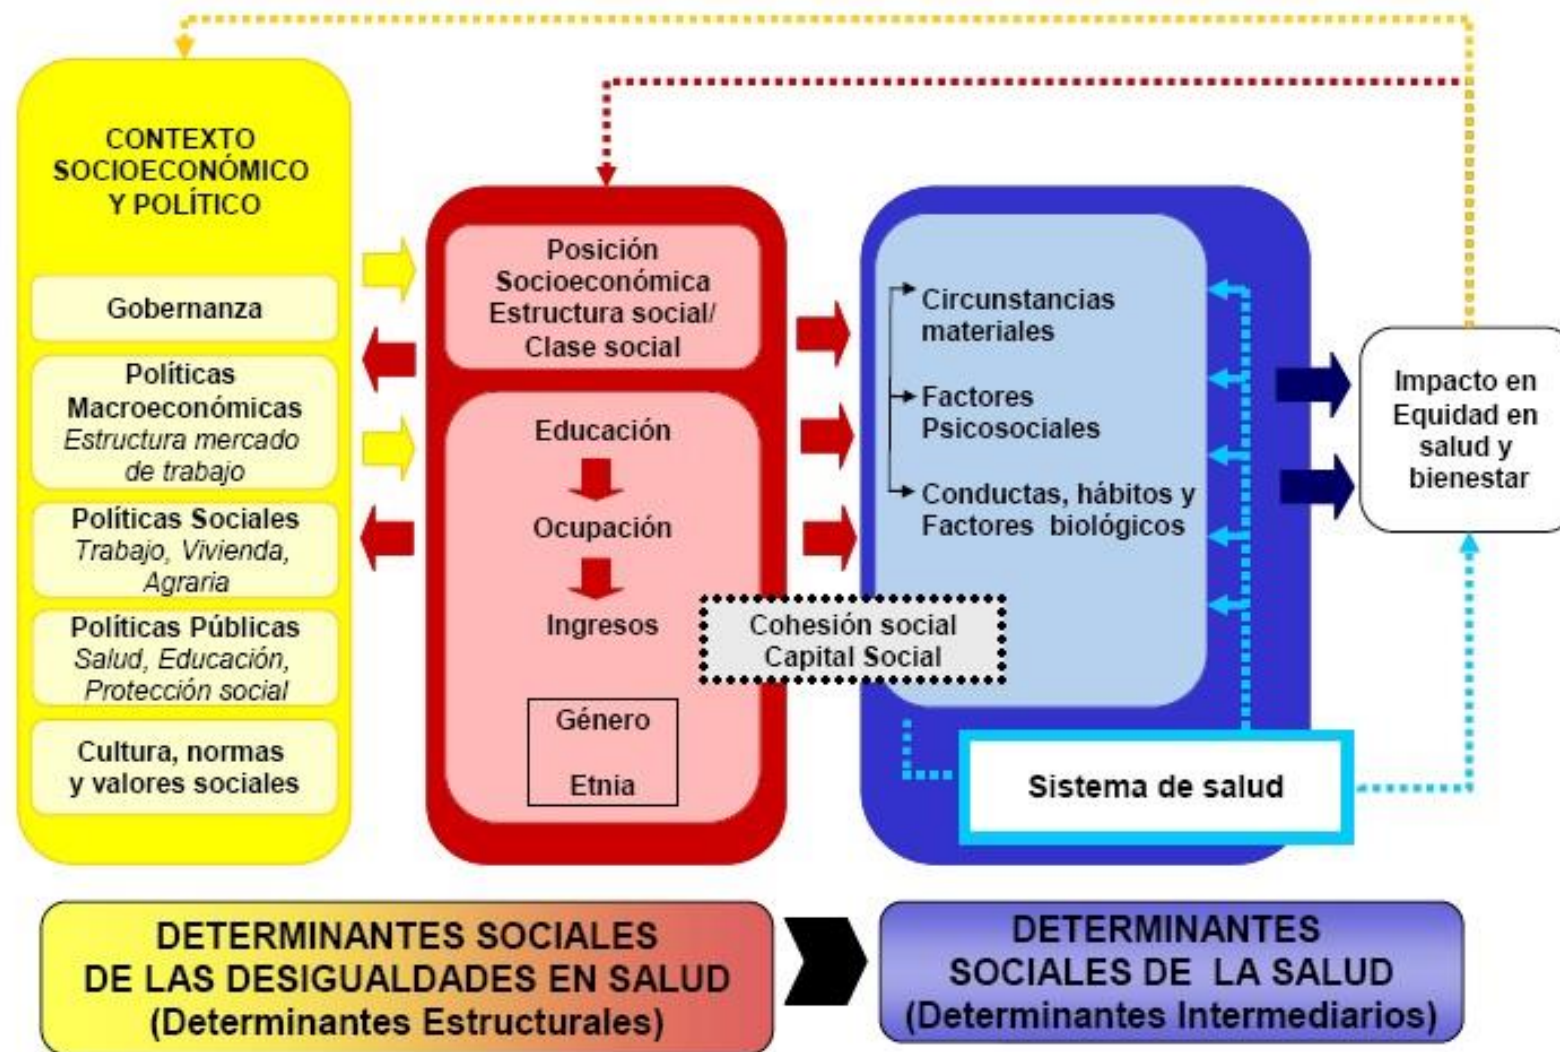 CONTEXTO
SOCIOECONÓMICO
Y POLÍTICO
Gobernanza
Políticas
Macroeconómicas
Estructura mercado
de trabajo
Políticas Sociales
Trabajo, Vivienda,
Agraria
Políticas Públicas
Salud, Educación,
Protección social
Cultura, normas
y valores sociales
Posición
Socioeconómica
Estructura social/
Clase social
Educación
Ocupación
Ingresos
Género
Etnia
Cohesión social
Capital Social
Circunstancias
materiales
Factores
Psicosociales
Conductas, hábitos y
Factores biológicos
Sistema de salud
Impacto en
Equidad en
salud y
bienestar
DETERMINANTES SOCIALES
DE LAS DESIGUALDADES EN SALUD
(Determinantes Estructurales)
DETERMINANTES
SOCIALES DE LA SALUD
(Determinantes Intermediarios)